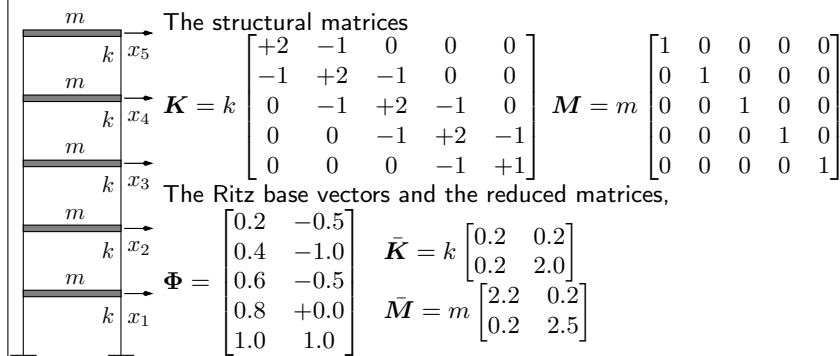 The structural matrices
m
k x₅
m
k x₄
m
k x₃
m
k x₂
m
k x₁
K = k
+2 −1 0 0 0
−1 +2 −1 0 0
0 −1 +2 −1 0
0 0 −1 +2 −1
0 0 0 −1 +1
M = m
1 0 0 0 0
0 1 0 0 0
0 0 1 0 0
0 0 0 1 0
0 0 0 0 1
The Ritz base vectors and the reduced matrices,
Φ =
0.2 −0.5
0.4 −1.0
0.6 −0.5
0.8 +0.0
1.0 1.0
K̄ = k
0.2 0.2
0.2 2.0
M̄ = m
2.2 0.2
0.2 2.5